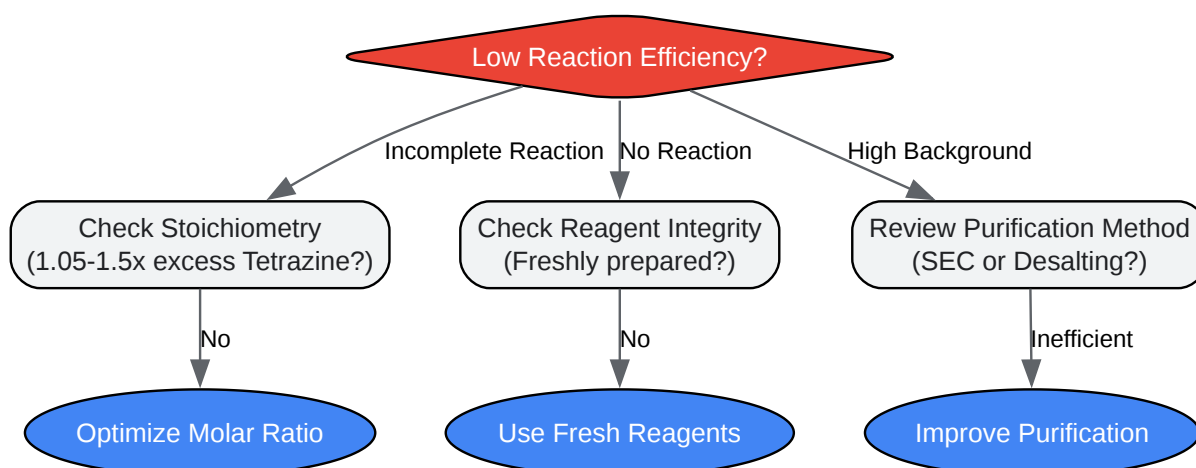 Low Reaction Efficiency?
Incomplete Reaction
No Reaction
High Background
Check Stoichiometry
(1.05-1.5x excess Tetrazine?)
Check Reagent Integrity
(Freshly prepared?)
Review Purification Method
(SEC or Desalting?)
No
No
Inefficient
Optimize Molar Ratio
Use Fresh Reagents
Improve Purification